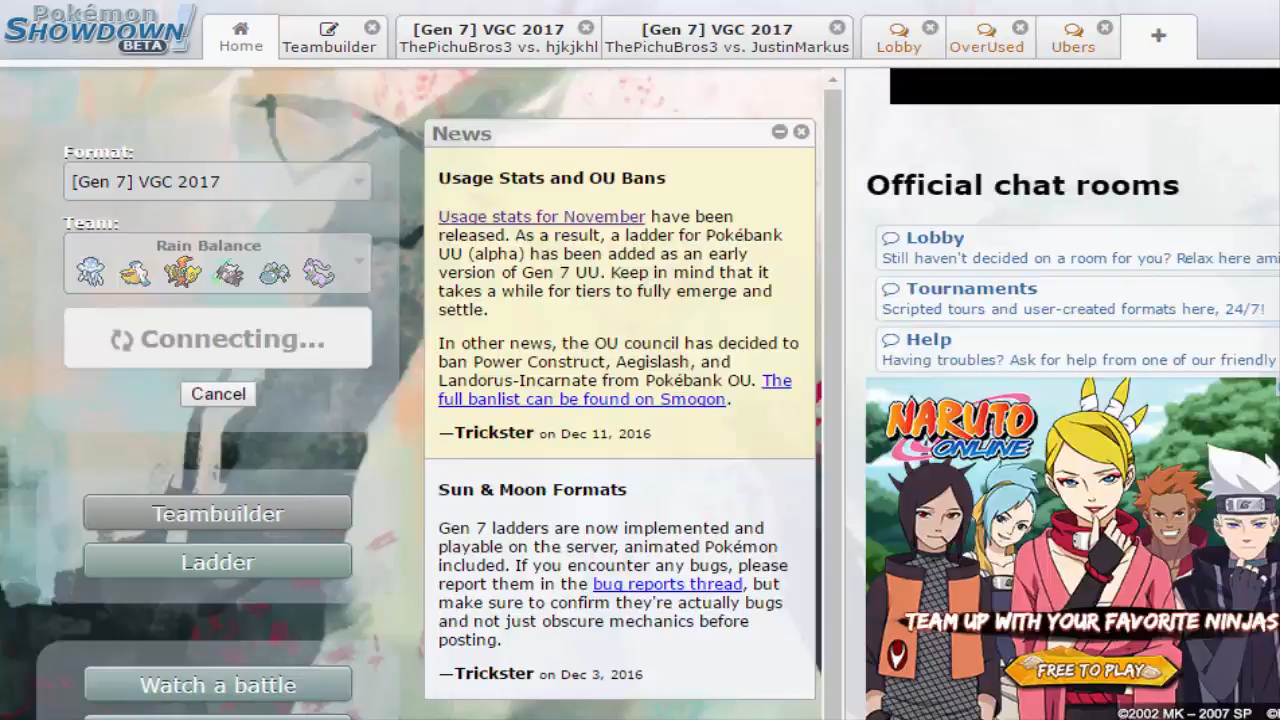 Pokémon
SHOWDOWN!
BETA
Home
Teambuilder
[Gen 7] VGC 2017
ThePichuBros3 vs. hjkjkhl
[Gen 7] VGC 2017
ThePichuBros3 vs. JustinMarkus
Lobby
OverUsed
Ubers
+
Format:
[Gen 7] VGC 2017
Team:
Rain Balance
Connecting...
Cancel
Teambuilder
Ladder
Watch a battle
News
Usage Stats and OU Bans
Usage stats for November have been
released. As a result, a ladder for Pokébank
UU (alpha) has been added as an early
version of Gen 7 UU. Keep in mind that it
takes a while for tiers to fully emerge and
settle.
In other news, the OU council has decided to
ban Power Construct, Aegislash, and
Landorus-Incarnate from Pokébank OU. The
full banlist can be found on Smogon.
—Trickster on Dec 11, 2016
Sun & Moon Formats
Gen 7 ladders are now implemented and
playable on the server, animated Pokémon
included. If you encounter any bugs, please
report them in the bug reports thread, but
make sure to confirm they're actually bugs
and not just obscure mechanics before
posting.
—Trickster on Dec 3, 2016
Official chat rooms
Lobby
Still haven't decided on a room for you? Relax here ami
Tournaments
Scripted tours and user-created formats here, 24/7!
Help
Having troubles? Ask for help from one of our friendly
NARUTO
ONLINE
TEAM UP WITH YOUR FAVORITE NINJAS
FREE TO PLAY
©2002 MK – 2007 SP ©